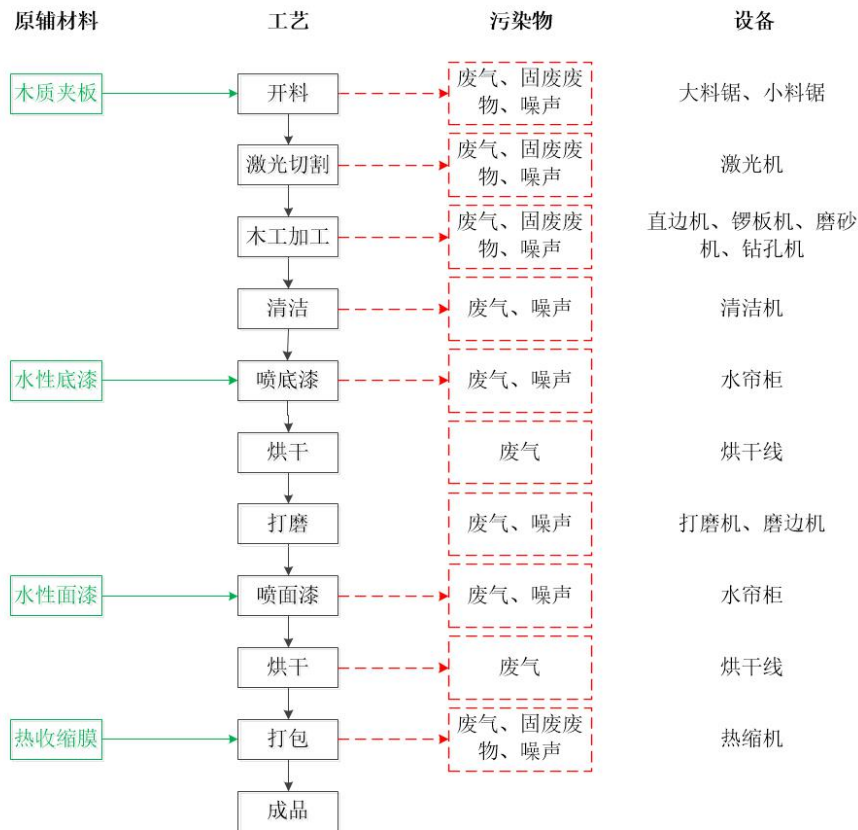 原辅材料 工艺 污染物 设备
木质夹板 开料 废气、固废废 大料锯、小料锯
物、噪声
激光切割 废气、固废废 激光机
物、噪声
木工加工 废气、固废废 直边机、锣板机、磨砂
物、噪声 机、钻孔机
清洁 废气、噪声 清洁机
水性底漆 喷底漆 废气、噪声 水帘柜
烘干 废气 烘干线
打磨 废气、噪声 打磨机、磨边机
水性面漆 喷面漆 废气、噪声 水帘柜
烘干 废气 烘干线
热收缩膜 打包 废气、固废废 热缩机
物、噪声
成品